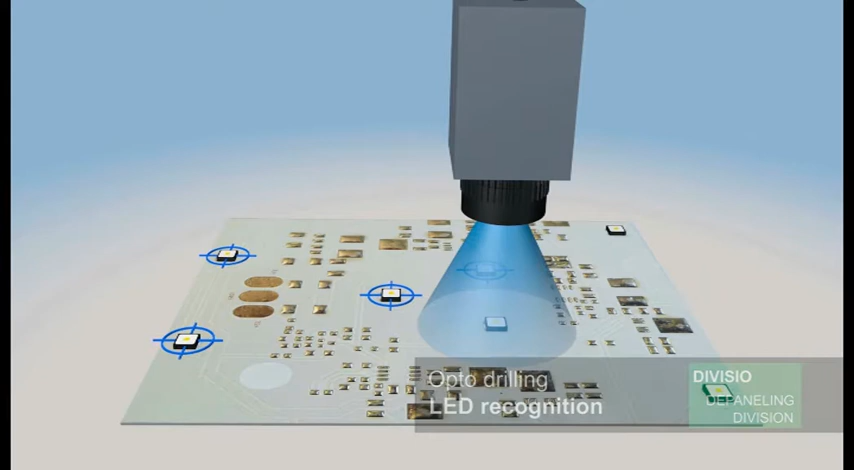 Opto drilling
LED recognition
DIVISIO
DEPANELING
DIVISION